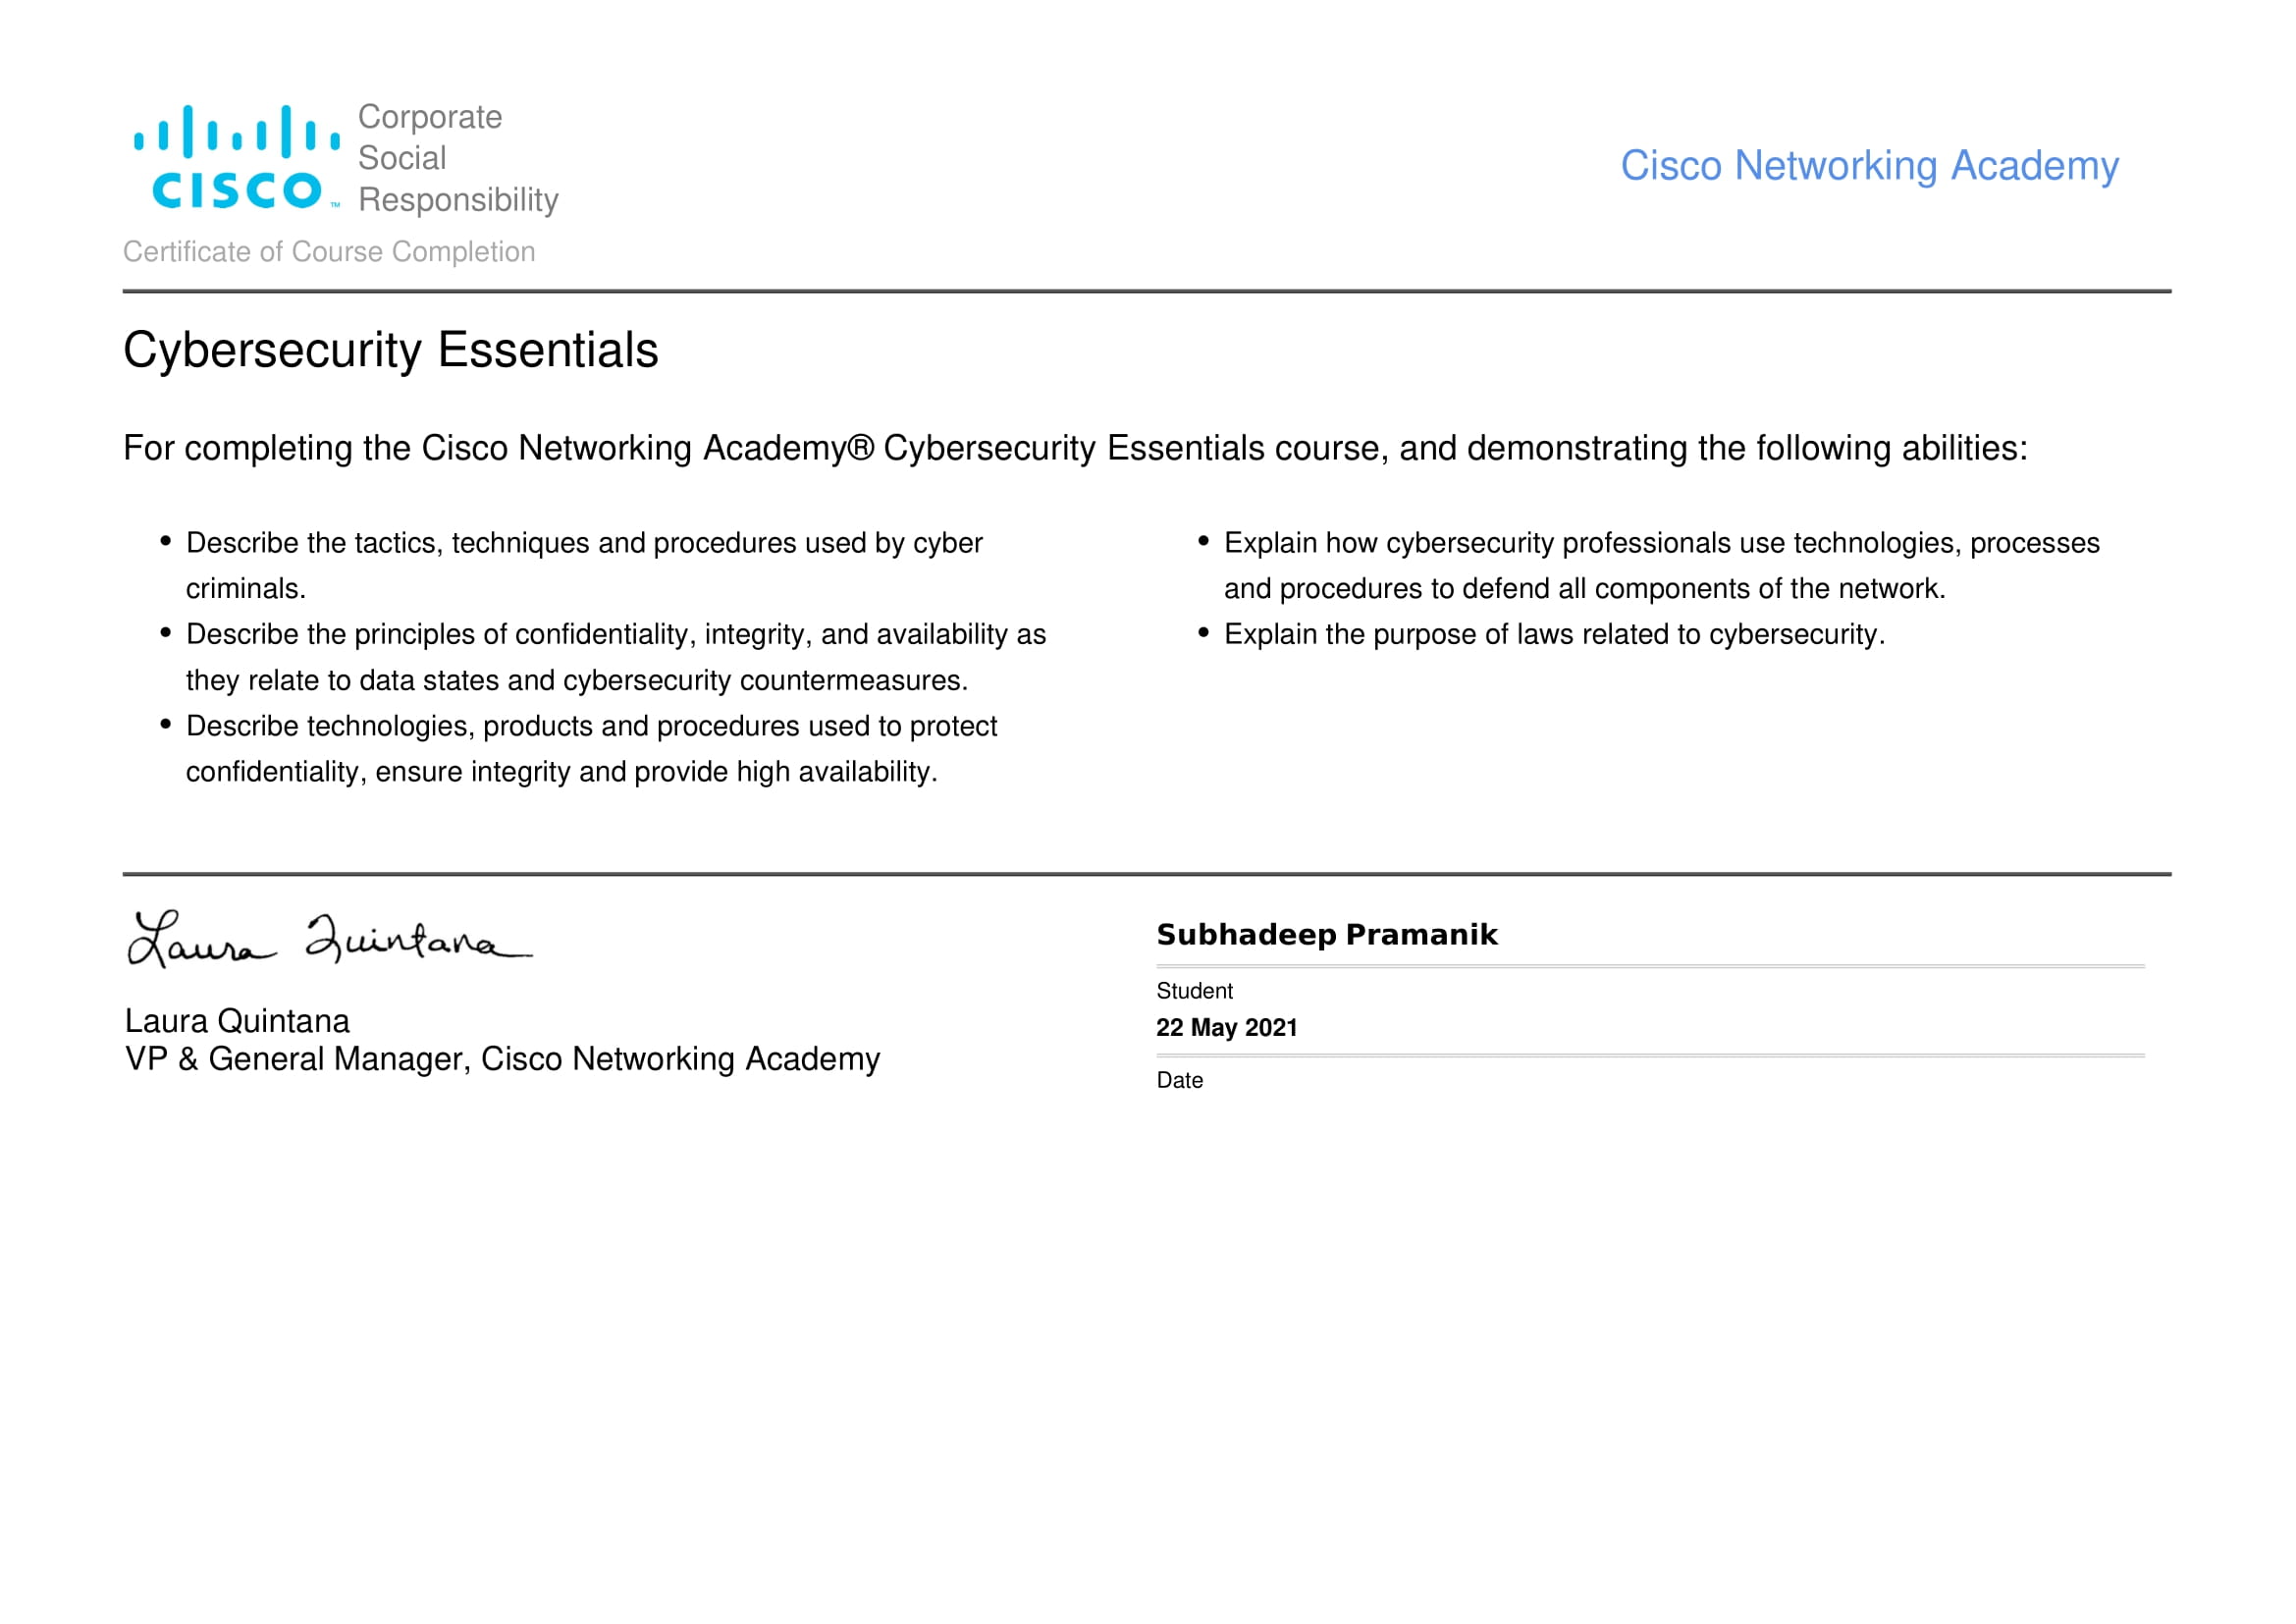 Corporate
Social
Responsibility
CISCO™
Cisco Networking Academy
Certificate of Course Completion
Cybersecurity Essentials
For completing the Cisco Networking Academy® Cybersecurity Essentials course, and demonstrating the following abilities:
• Describe the tactics, techniques and procedures used by cyber
criminals.
• Describe the principles of confidentiality, integrity, and availability as
they relate to data states and cybersecurity countermeasures.
• Describe technologies, products and procedures used to protect
confidentiality, ensure integrity and provide high availability.
• Explain how cybersecurity professionals use technologies, processes
and procedures to defend all components of the network.
• Explain the purpose of laws related to cybersecurity.
Laura Quintana
Laura Quintana
VP & General Manager, Cisco Networking Academy
Subhadeep Pramanik
Student
22 May 2021
Date